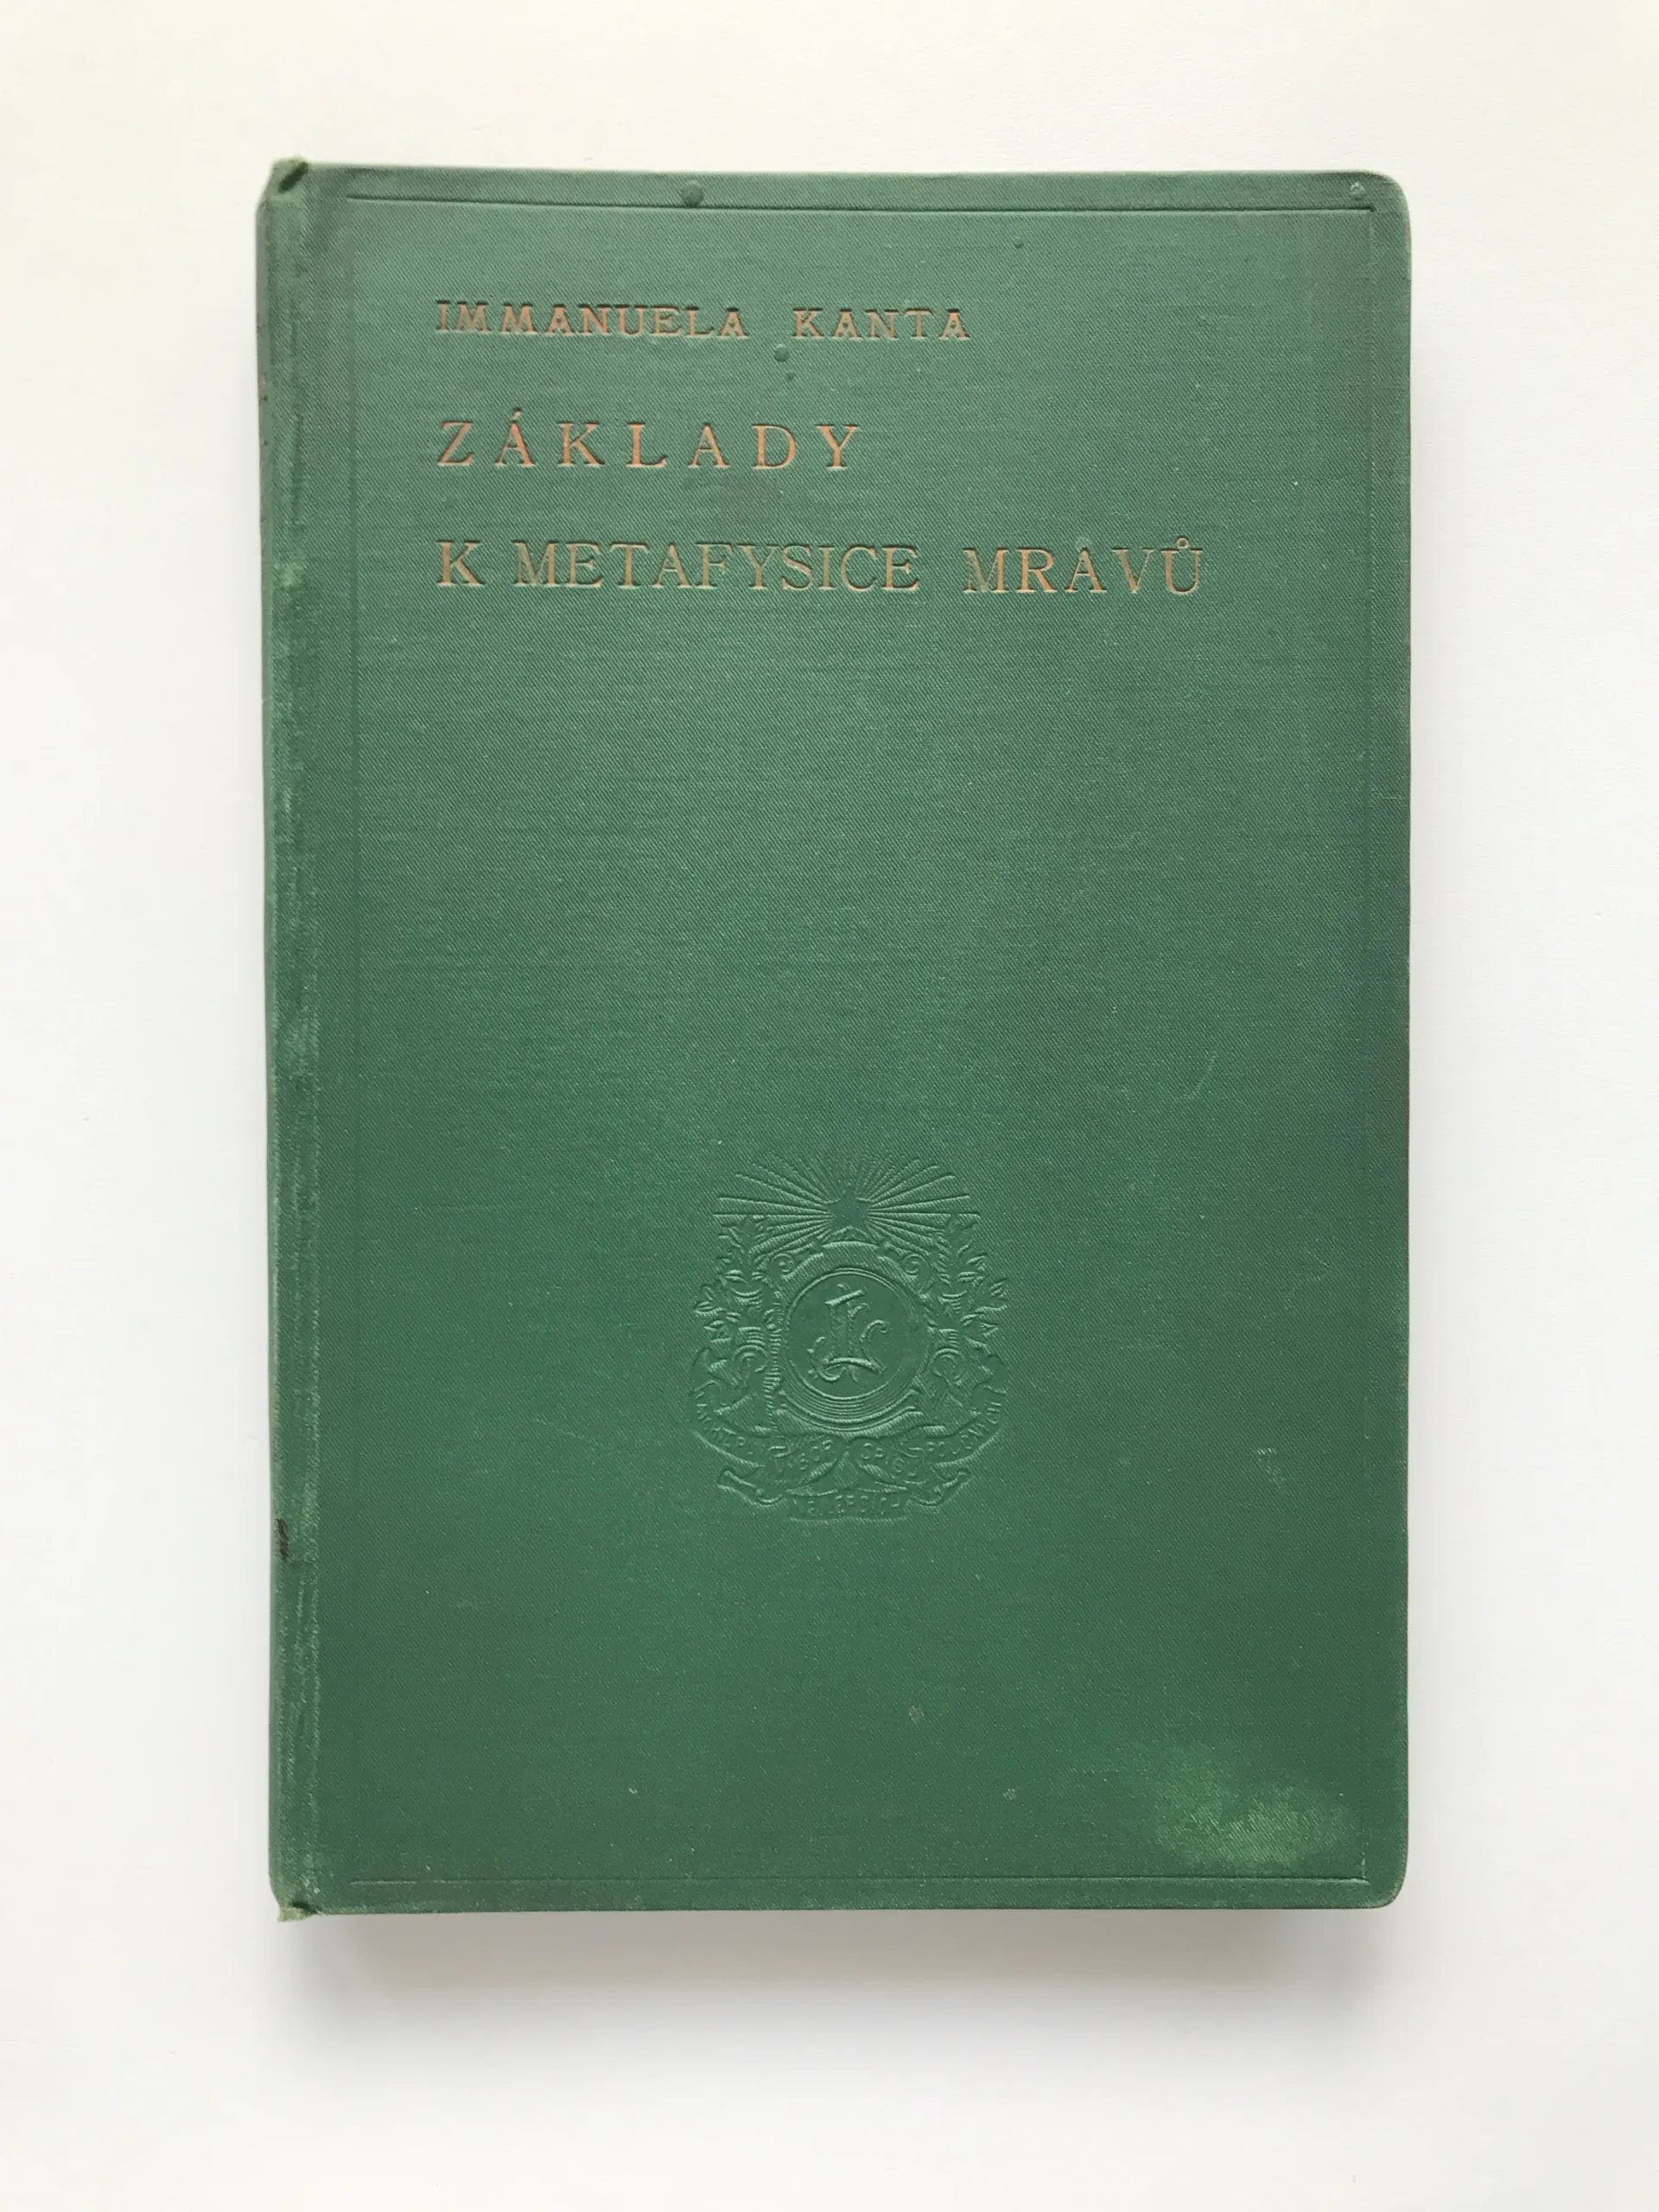 IMMANUELA KANTA
ZÁKLADY
K METAFYSICE MRAVŮ
L